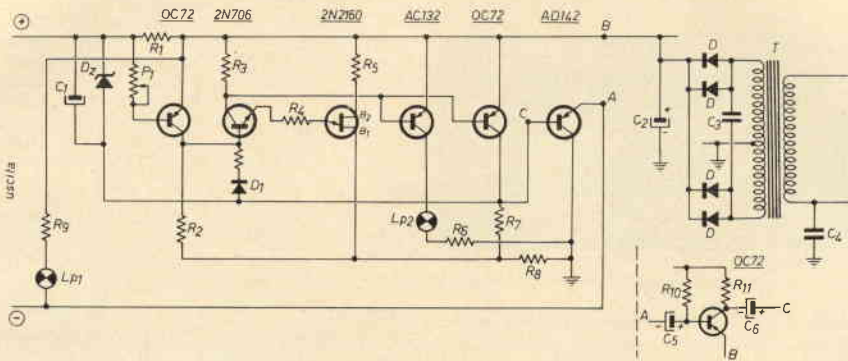 OC72 2N706 2N2160 AC132 OC72 AD142
⊕ B
R1
D D T
C1 Dz P1 R3 R5
A
R4 B2 C C2 + C3
B1 −
uscita
D1 D
Lp2
R9 R2 R6 R7 D C4
R8
OC72
Lp1
R10 R11
A − + − + C
C5 C6
⊖ B